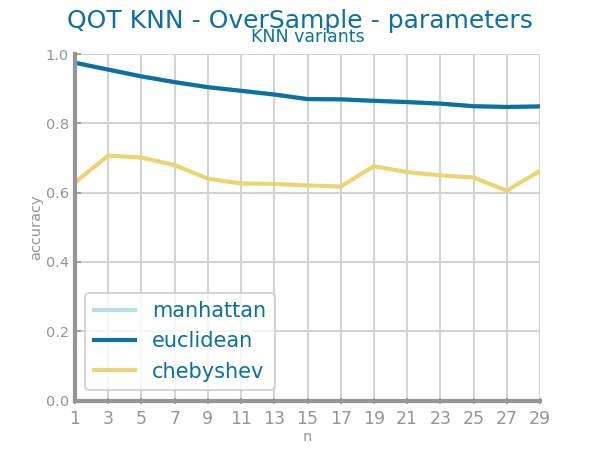 QOT KNN - OverSample - parameters
KNN variants
1.0
0.8
0.6
0.4
0.2
0.0
accuracy
manhattan
euclidean
chebyshev
1 3 5 7 9 11 13 15 17 19 21 23 25 27 29
n